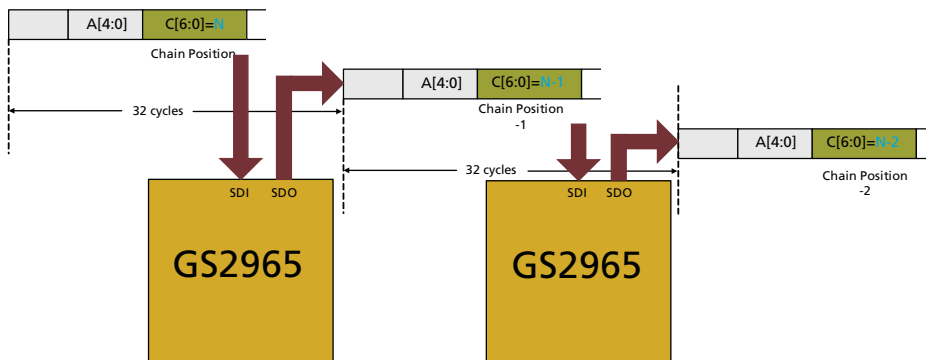 A[4:0] C[6:0]=N
Chain Position
A[4:0] C[6:0]=N-1
32 cycles
Chain Position
-1
A[4:0] C[6:0]=N-2
32 cycles
Chain Position
-2
SDI SDO
SDI SDO
GS2965
GS2965